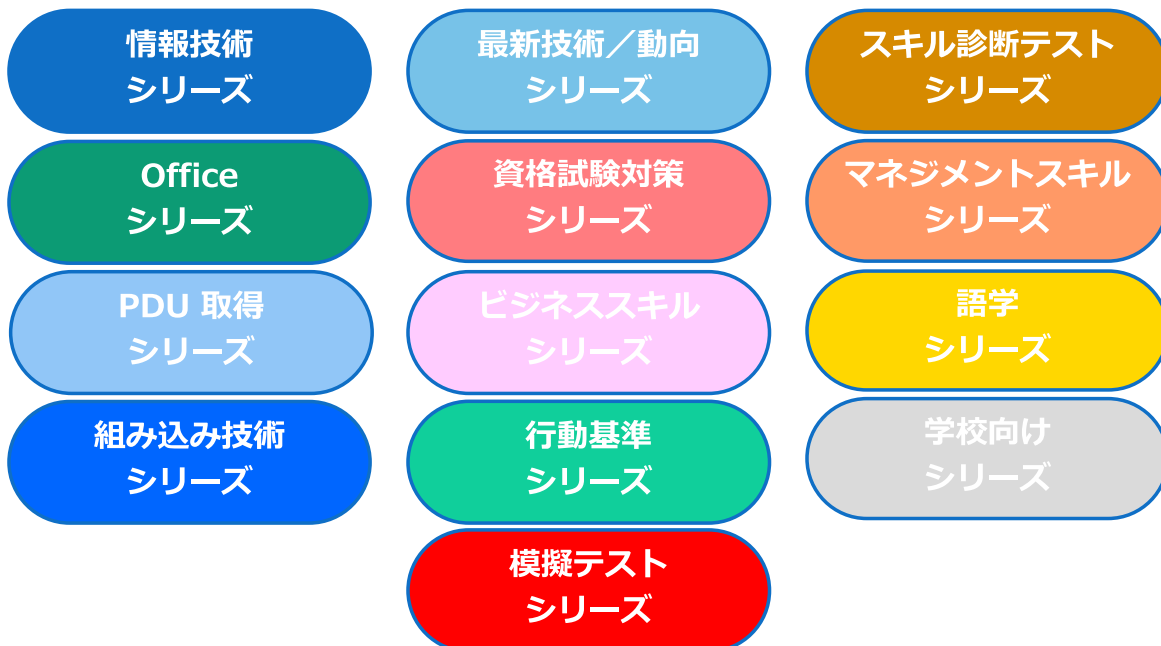 情報技術
シリーズ
最新技術／動向
シリーズ
スキル診断テスト
シリーズ
Office
シリーズ
資格試験対策
シリーズ
マネジメントスキル
シリーズ
PDU 取得
シリーズ
ビジネススキル
シリーズ
語学
シリーズ
組み込み技術
シリーズ
行動基準
シリーズ
学校向け
シリーズ
模擬テスト
シリーズ